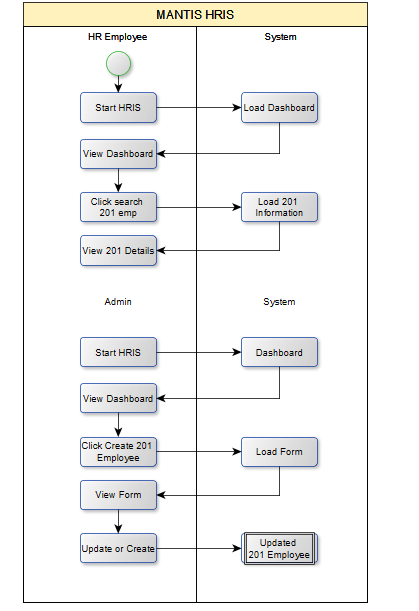 MANTIS HRIS
HR Employee
System
Start HRIS
Load Dashboard
View Dashboard
Click search
201 emp
Load 201
Information
View 201 Details
Admin
System
Start HRIS
Dashboard
View Dashboard
Click Create 201
Employee
Load Form
View Form
Update or Create
Updated
201 Employee